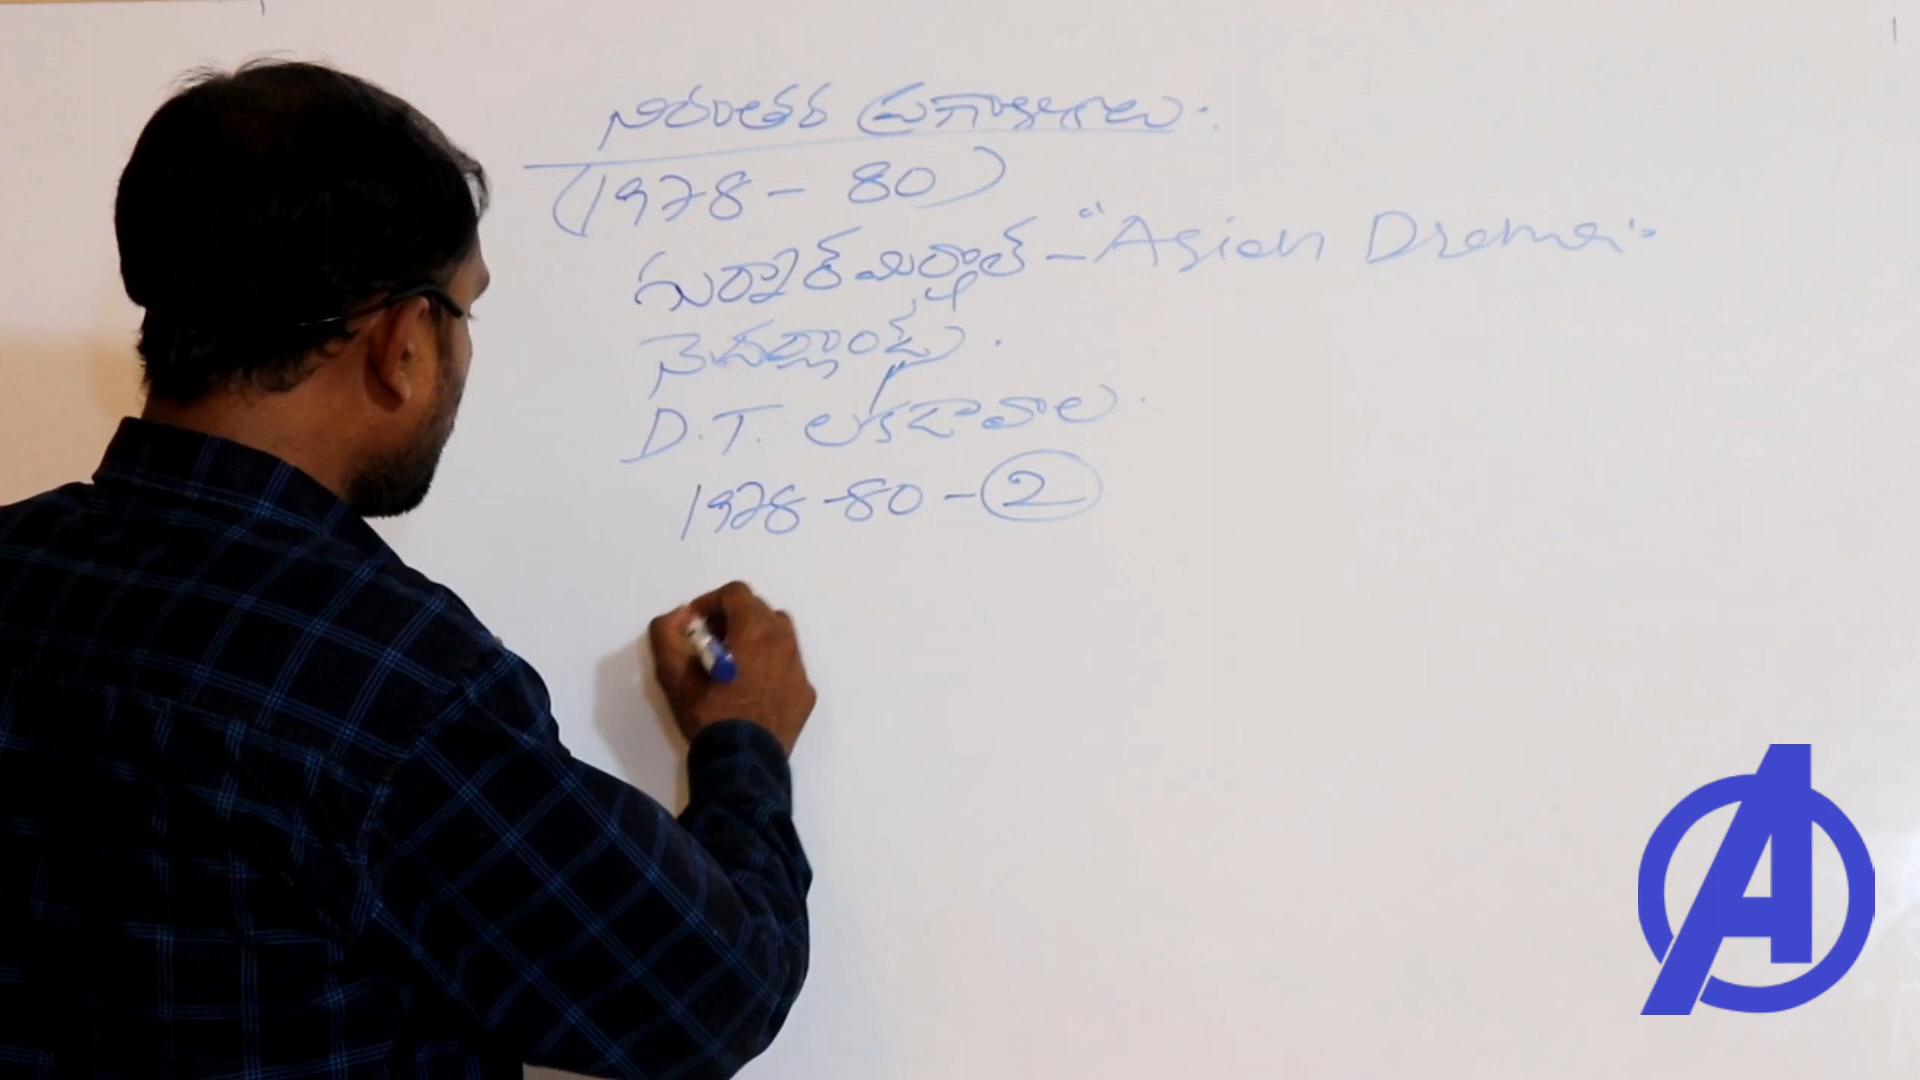 నిరంతర ప్రణాళికలు.
(1978 - 80)
గున్నార్ మిర్డాల్ - "Asian Drama"
నెదర్లాండ్స్.
D.T. లక్డావాల.
1978-80 - 2
A